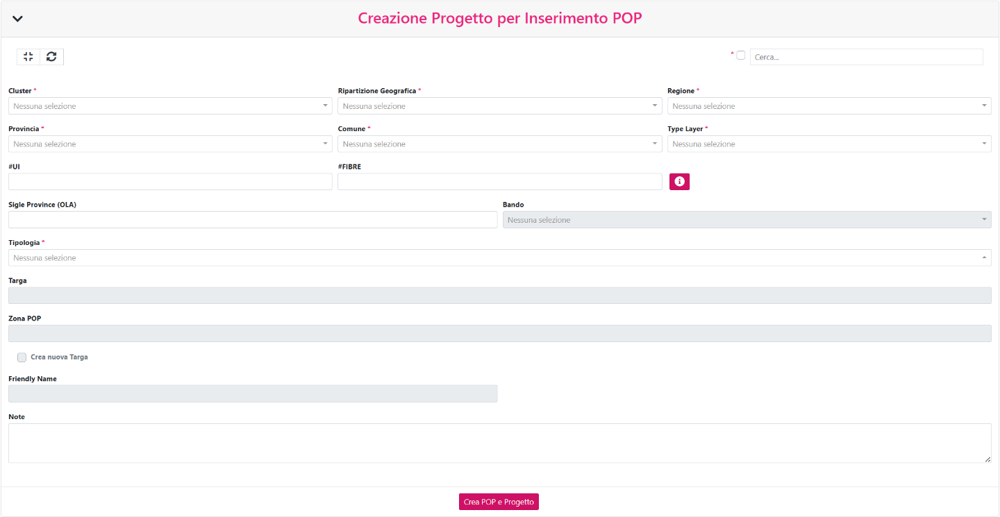 Creazione Progetto per Inserimento POP
* Cerca...
Cluster * Ripartizione Geografica * Regione *
Nessuna selezione Nessuna selezione Nessuna selezione
Provincia * Comune * Type Layer *
Nessuna selezione Nessuna selezione Nessuna selezione
#UI #FIBRE
Sigle Province (OLA) Bando
Nessuna selezione
Tipologia *
Nessuna selezione
Targa
Zona POP
Crea nuova Targa
Friendly Name
Note
Crea POP e Progetto